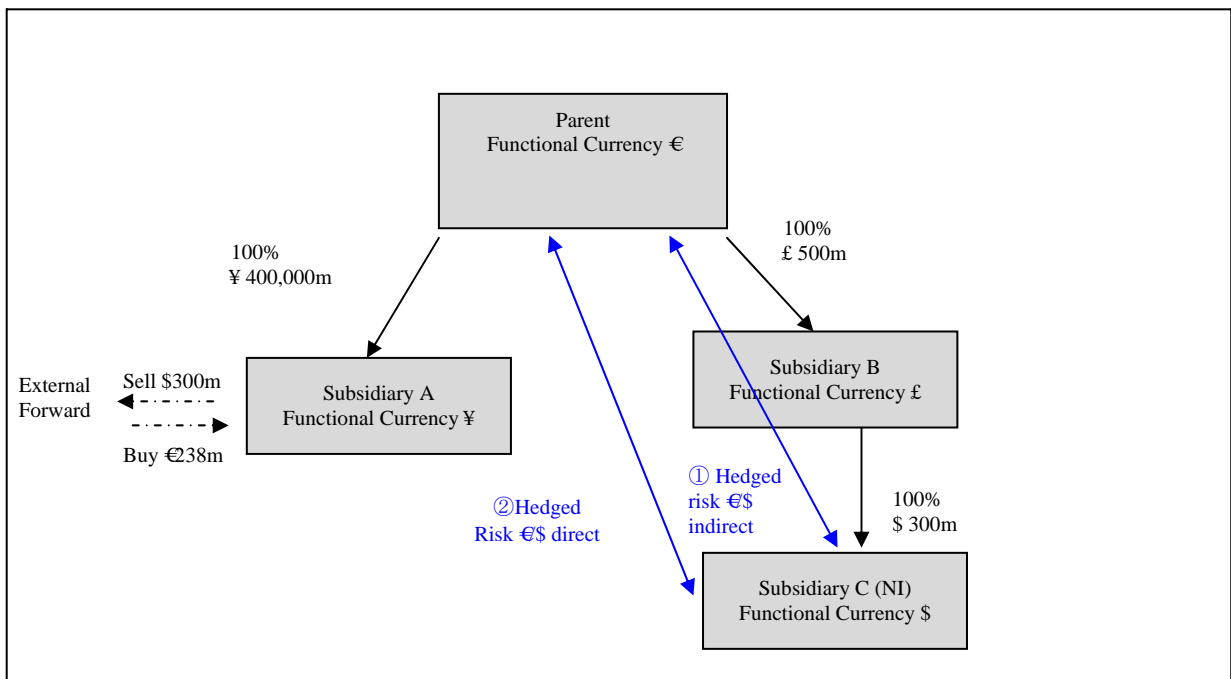 Parent
Functional Currency €
100%
¥ 400,000m
100%
£ 500m
External
Forward
Sell $300m
Buy €238m
Subsidiary A
Functional Currency ¥
Subsidiary B
Functional Currency £
②Hedged
Risk €/$ direct
① Hedged
risk €/$
indirect
100%
$ 300m
Subsidiary C (NI)
Functional Currency $